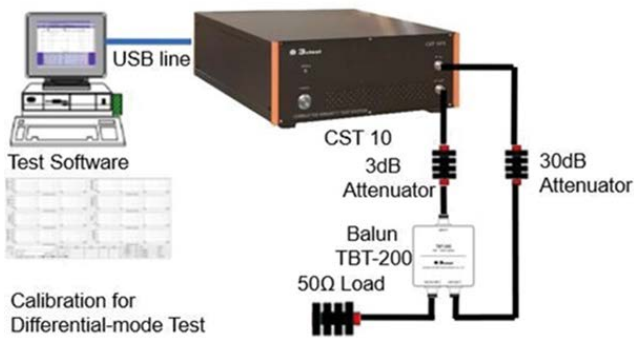 USB line
3ctest
CST 10
Test Software
3dB
Attenuator
30dB
Attenuator
Balun
TBT-200
50Ω Load
Calibration for
Differential-mode Test